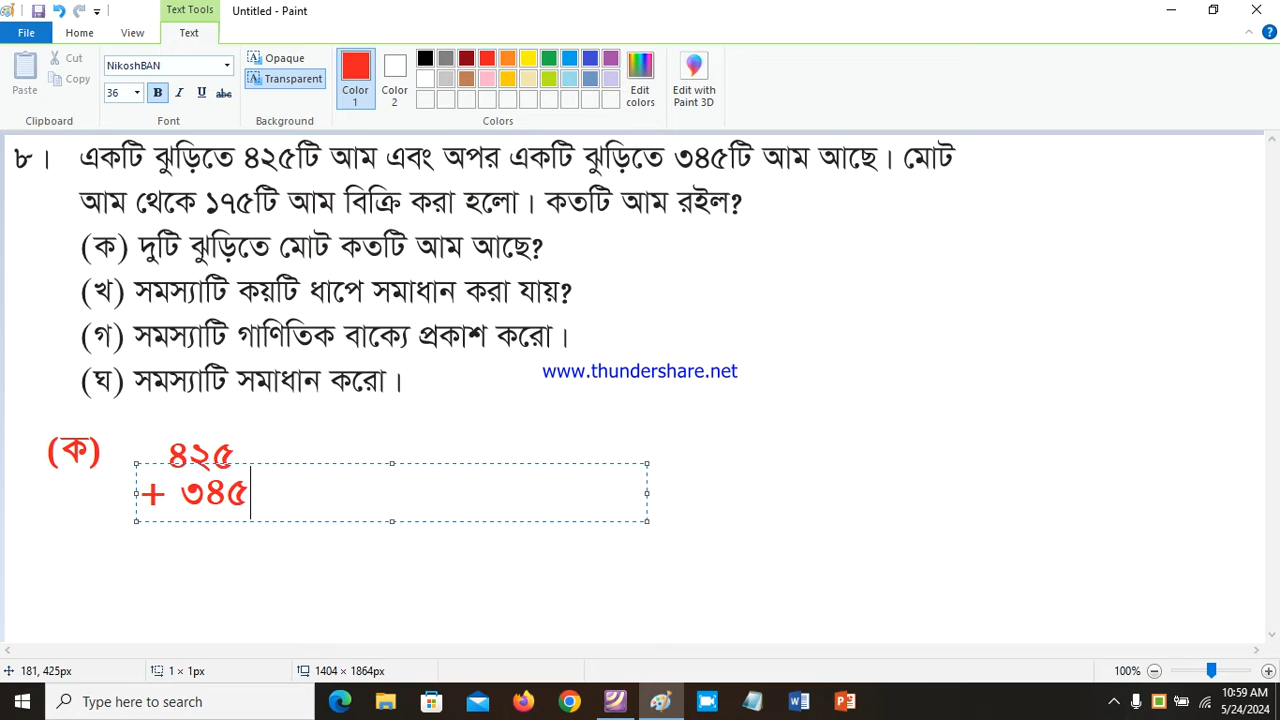 Text Tools
Untitled - Paint
File
Home
View
Text
Paste
Cut
Copy
Clipboard
NikoshBAN
36
B
I
U
abc
Font
Opaque
Transparent
Background
Color 1
Color 2
Edit colors
Edit with Paint 3D
Colors
৮। একটি ঝুড়িতে ৪২৫টি আম এবং অপর একটি ঝুড়িতে ৩৪৫টি আম আছে। মোট
আম থেকে ১৭৫টি আম বিক্রি করা হলো। কতটি আম রইল?
(ক) দুটি ঝুড়িতে মোট কতটি আম আছে?
(খ) সমস্যাটি কয়টি ধাপে সমাধান করা যায়?
(গ) সমস্যাটি গাণিতিক বাক্যে প্রকাশ করো।
(ঘ) সমস্যাটি সমাধান করো।
www.thundershare.net
(ক) ৪২৫
+ ৩৪৫
181, 425px
1 × 1px
1404 × 1864px
100%
Type here to search
10:59 AM
5/24/2024